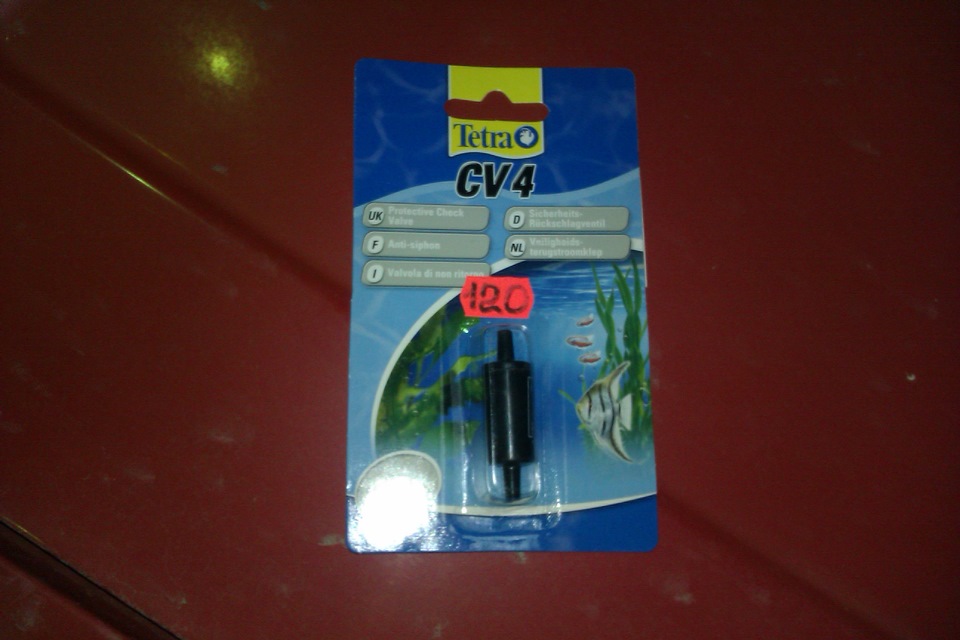 Tetra
CV4
UK Protective Check
Valve
D Sicherheits-
Rückschlagventil
F Anti-siphon
NL Veiligheids-
terugstroomklep
I Valvola di non ritorno
120